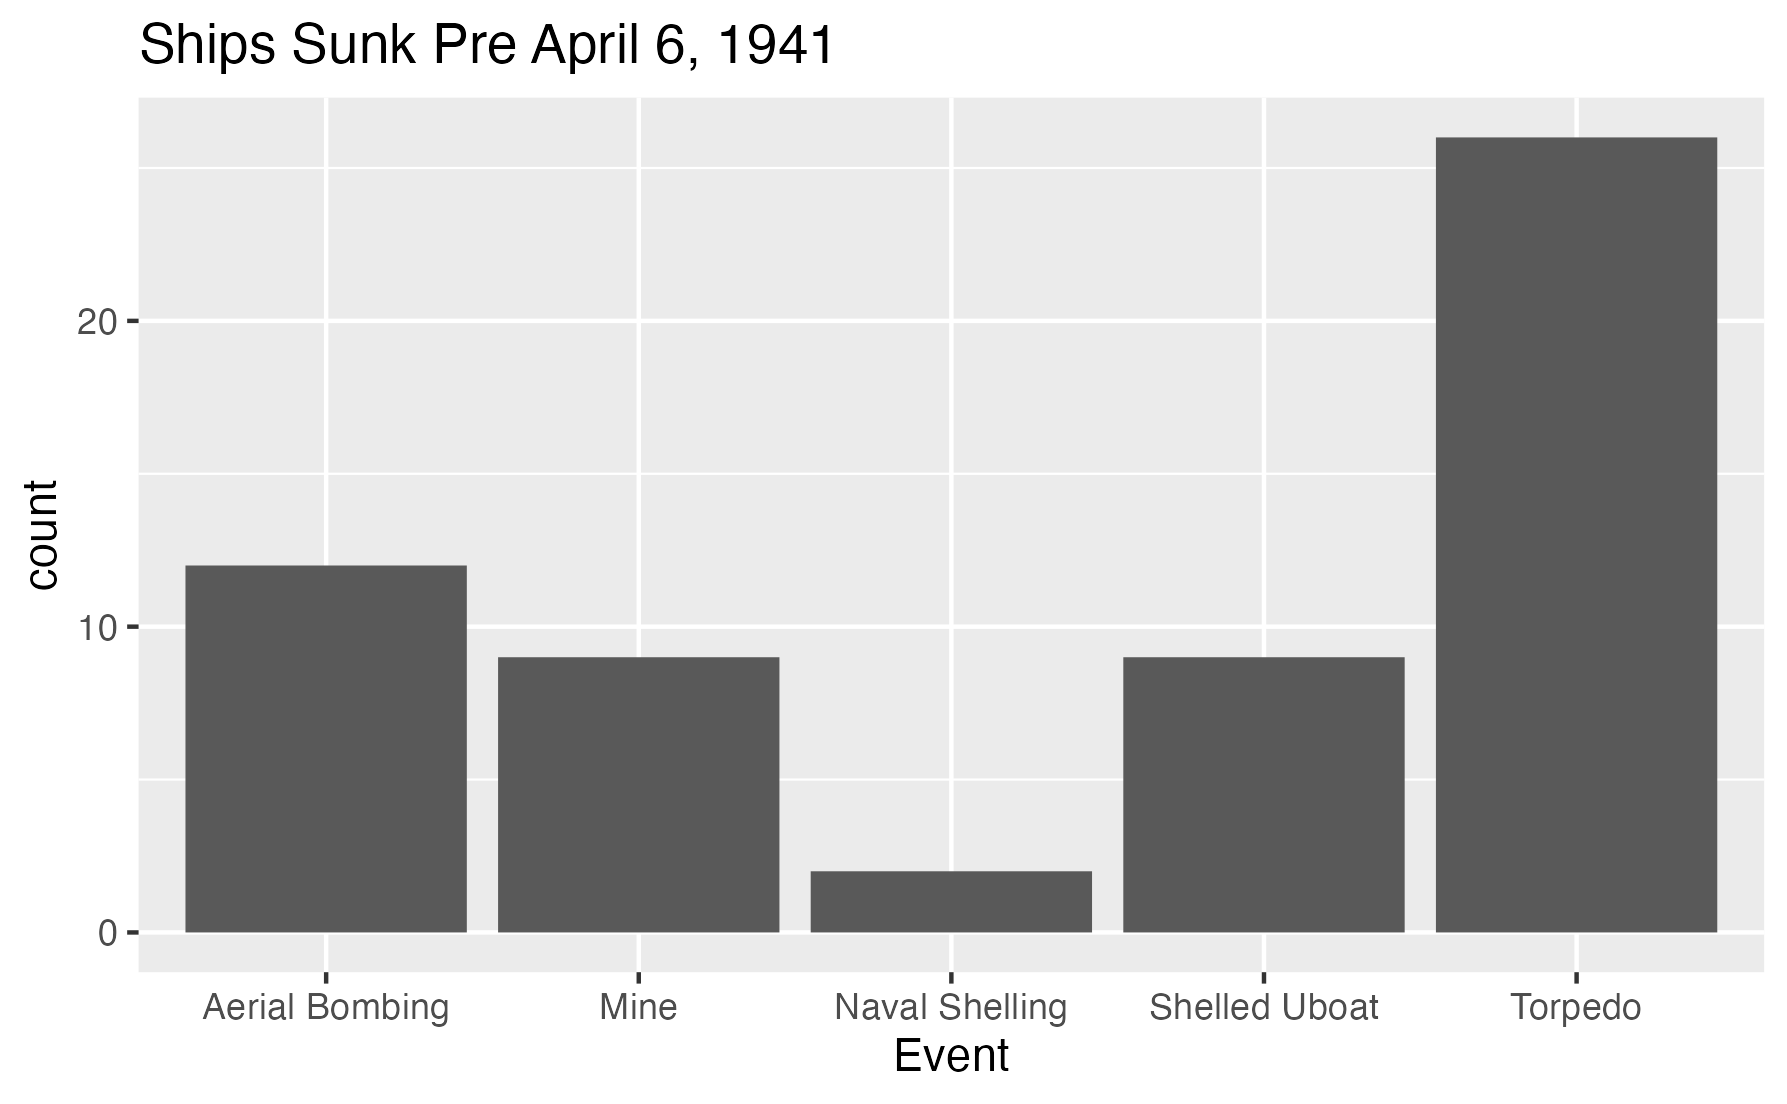 Ships Sunk Pre April 6, 1941
count
20
10
0
Aerial Bombing Mine Naval Shelling Shelled Uboat Torpedo
Event